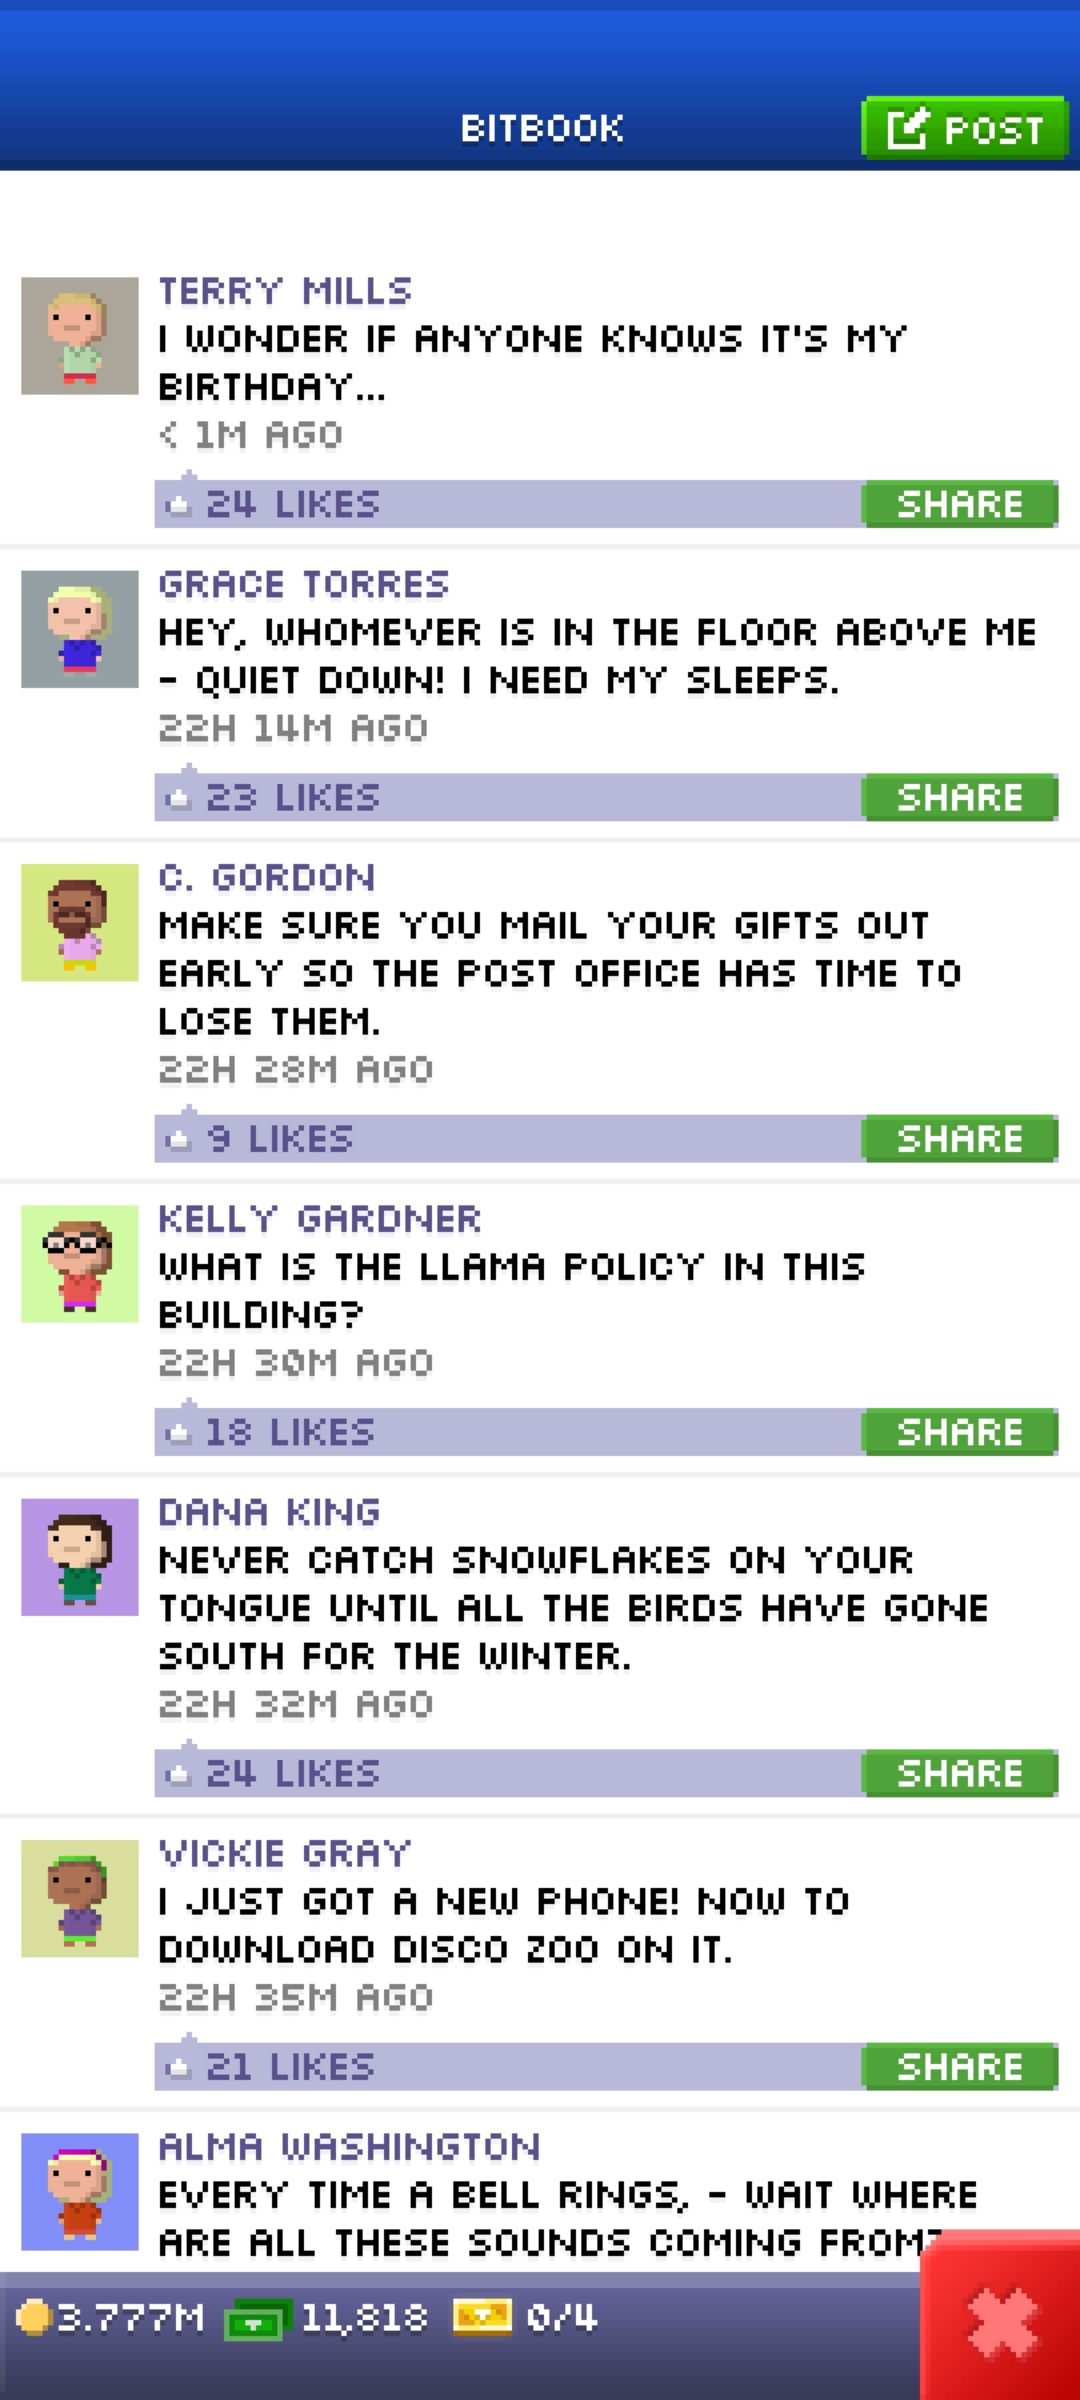 BITBOOK
POST
TERRY MILLS
I WONDER IF ANYONE KNOWS IT'S MY
BIRTHDAY...
< 1M AGO
24 LIKES
SHARE
GRACE TORRES
HEY, WHOMEVER IS IN THE FLOOR ABOVE ME
- QUIET DOWN! I NEED MY SLEEPS.
22H 14M AGO
23 LIKES
SHARE
C. GORDON
MAKE SURE YOU MAIL YOUR GIFTS OUT
EARLY SO THE POST OFFICE HAS TIME TO
LOSE THEM.
22H 28M AGO
9 LIKES
SHARE
KELLY GARDNER
WHAT IS THE LLAMA POLICY IN THIS
BUILDING?
22H 30M AGO
18 LIKES
SHARE
DANA KING
NEVER CATCH SNOWFLAKES ON YOUR
TONGUE UNTIL ALL THE BIRDS HAVE GONE
SOUTH FOR THE WINTER.
22H 32M AGO
24 LIKES
SHARE
VICKIE GRAY
I JUST GOT A NEW PHONE! NOW TO
DOWNLOAD DISCO ZOO ON IT.
22H 35M AGO
21 LIKES
SHARE
ALMA WASHINGTON
EVERY TIME A BELL RINGS, - WAIT WHERE
ARE ALL THESE SOUNDS COMING FROM?
3.777M
11,818
0/4